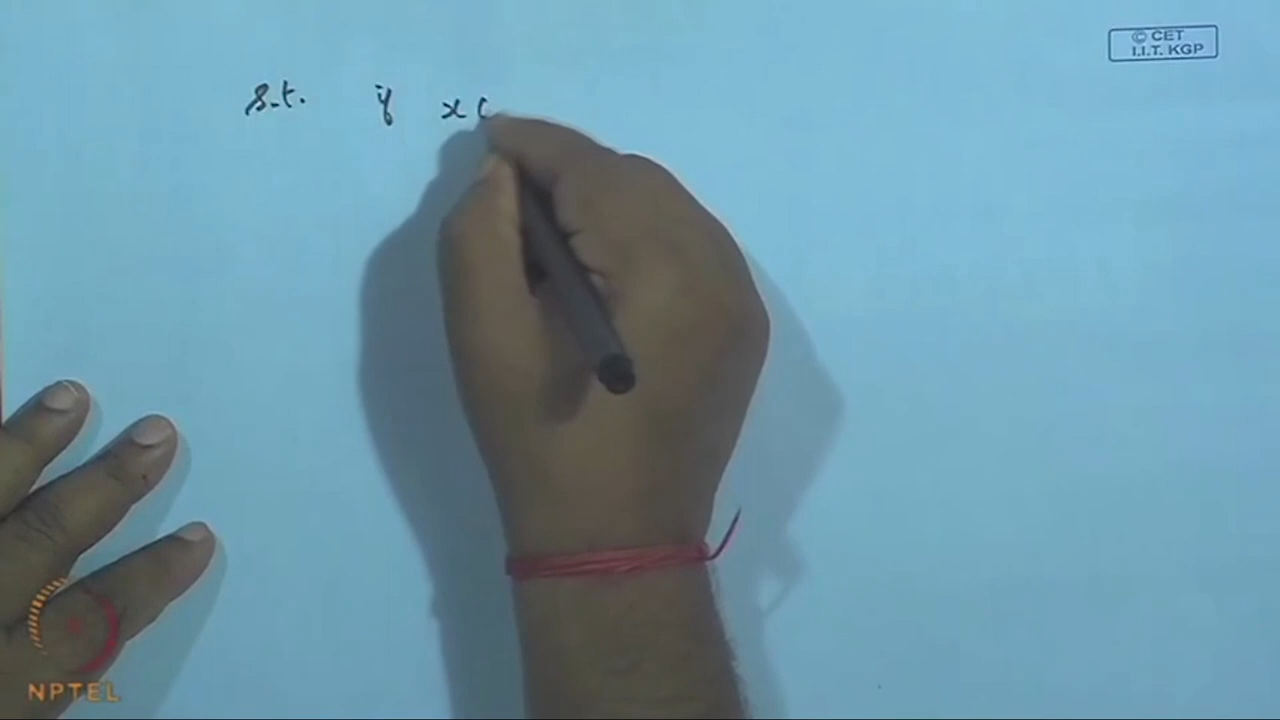 © CET
I.I.T. KGP
s.t. if x(
NPTEL